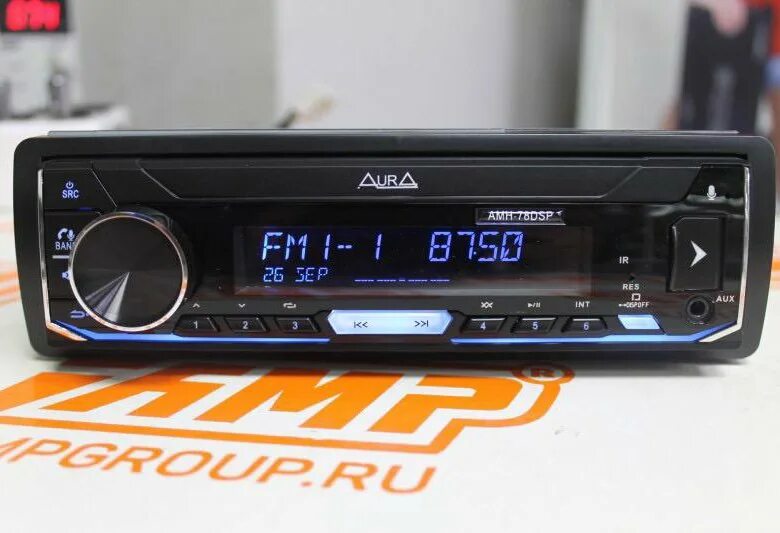 SRC
AURA
AMH-78DSP
BAND
FM1-- 1 87.50
26 SEP
IR
RES
DISP OFF
AUX
INT
1 2 3 4 5 6
AMP®
MPGROUP.RU